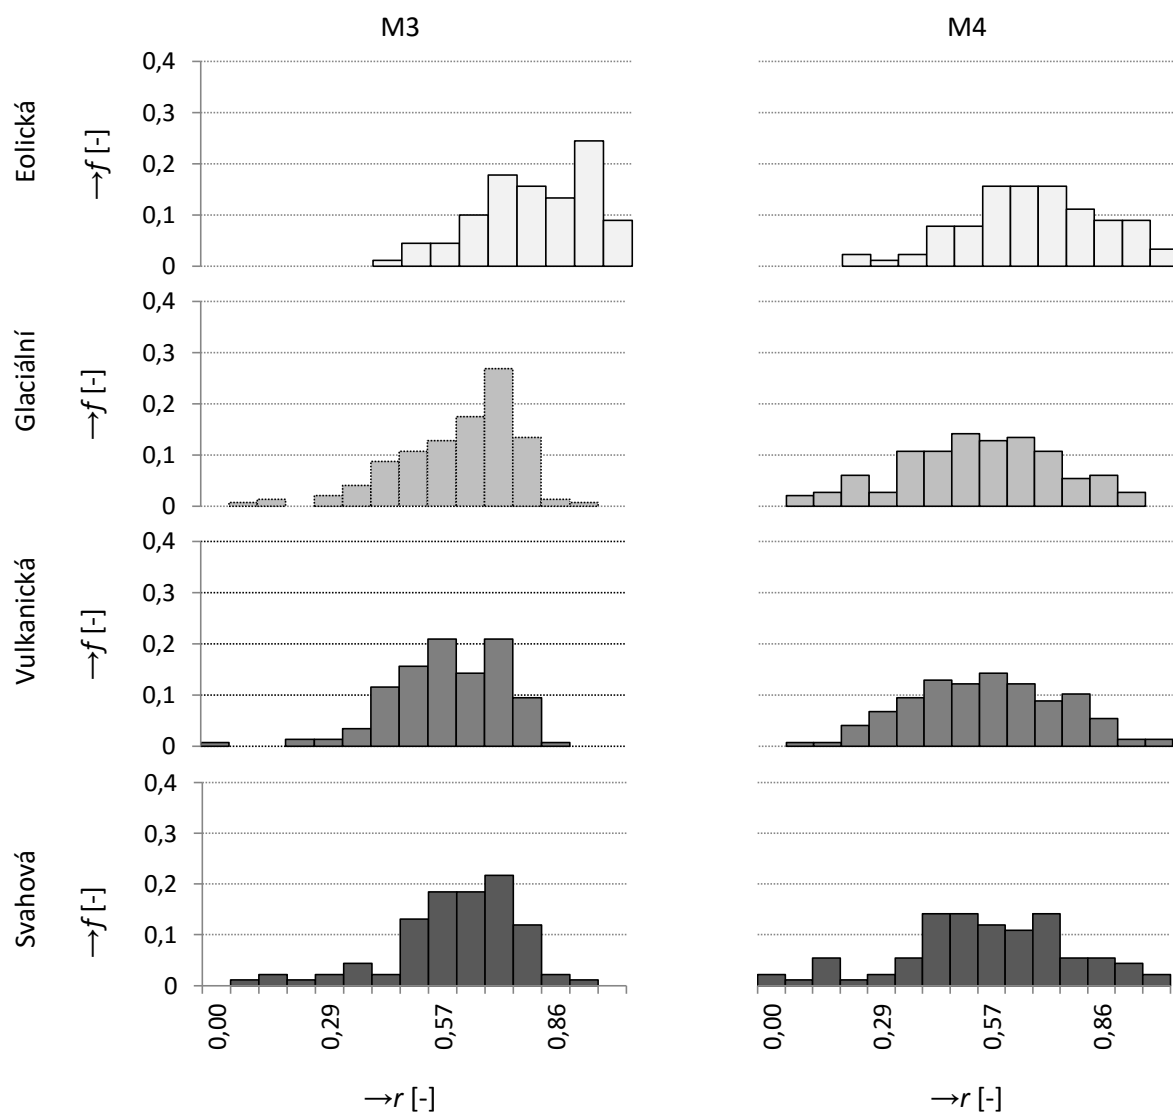 M3 M4
Eolická
→f [-]
0,4
0,3
0,2
0,1
0
Glaciální
→f [-]
0,4
0,3
0,2
0,1
0
Vulkanická
→f [-]
0,4
0,3
0,2
0,1
0
Svahová
→f [-]
0,4
0,3
0,2
0,1
0
0,00 0,29 0,57 0,86 0,00 0,29 0,57 0,86
→r [-] →r [-]